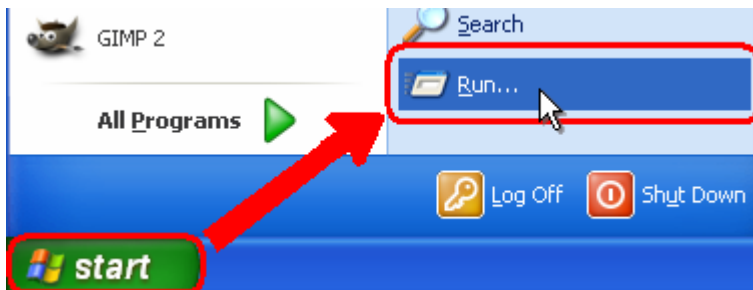 GIMP 2
Search
Run...
All Programs
Log Off
Shut Down
start